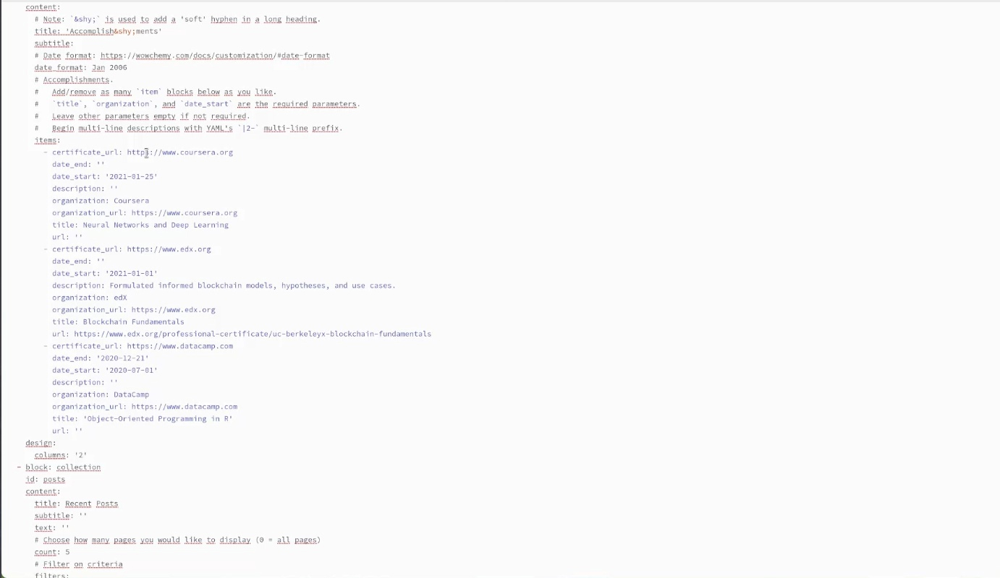 content:
# Note: `&shy;` is used to add a 'soft' hyphen in a long heading.
title: 'Accomplish&shy;ments'
subtitle:
# Date format: https://wowchemy.com/docs/customization/#date-format
date_format: Jan 2006
# Accomplishments.
#   Add/remove as many `item` blocks below as you like.
#   `title`, `organization`, and `date_start` are the required parameters.
#   Leave other parameters empty if not required.
#   Begin multi-line descriptions with YAML's `|2-` multi-line prefix.
items:
- certificate_url: https://www.coursera.org
date_end: ''
date_start: '2021-01-25'
description: ''
organization: Coursera
organization_url: https://www.coursera.org
title: Neural Networks and Deep Learning
url: ''
- certificate_url: https://www.edx.org
date_end: ''
date_start: '2021-01-01'
description: Formulated informed blockchain models, hypotheses, and use cases.
organization: edX
organization_url: https://www.edx.org
title: Blockchain Fundamentals
url: https://www.edx.org/professional-certificate/uc-berkeleyx-blockchain-fundamentals
- certificate_url: https://www.datacamp.com
date_end: '2020-12-21'
date_start: '2020-07-01'
description: ''
organization: DataCamp
organization_url: https://www.datacamp.com
title: 'Object-Oriented Programming in R'
url: ''
design:
columns: '2'
- block: collection
id: posts
content:
title: Recent Posts
subtitle: ''
text: ''
# Choose how many pages you would like to display (0 = all pages)
count: 5
# Filter on criteria
filters: